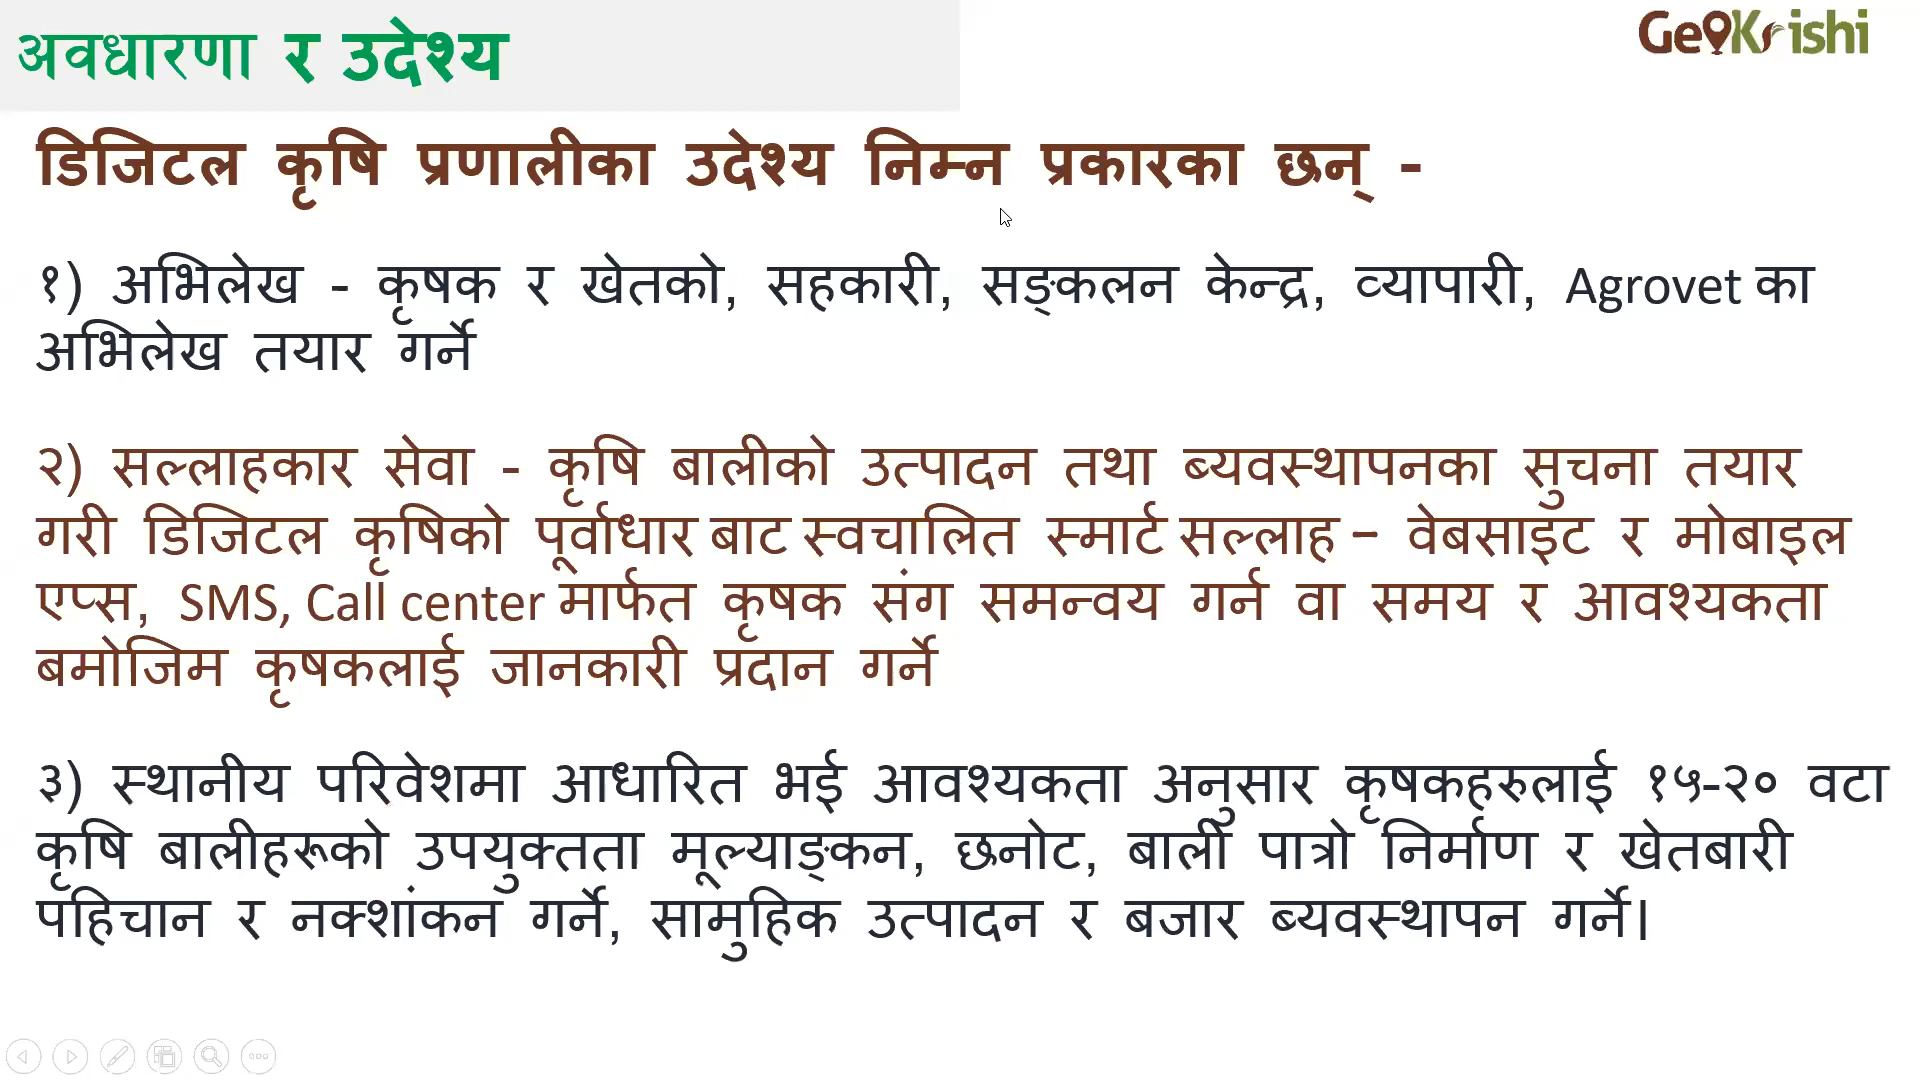 अवधारणा र उदेश्य
GeoKrishi
डिजिटल कृषि प्रणालीका उदेश्य निम्न प्रकारका छन् -
१) अभिलेख - कृषक र खेतको, सहकारी, सङ्कलन केन्द्र, व्यापारी, Agrovet का
अभिलेख तयार गर्ने
२) सल्लाहकार सेवा - कृषि बालीको उत्पादन तथा ब्यवस्थापनका सुचना तयार
गरी डिजिटल कृषिको पूर्वाधार बाट स्वचालित स्मार्ट सल्लाह – वेबसाइट र मोबाइल
एप्स, SMS, Call center मार्फत कृषक संग समन्वय गर्न वा समय र आवश्यकता
बमोजिम कृषकलाई जानकारी प्रदान गर्ने
३) स्थानीय परिवेशमा आधारित भई आवश्यकता अनुसार कृषकहरुलाई १५-२० वटा
कृषि बालीहरूको उपयुक्तता मूल्याङ्कन, छनोट, बाली पात्रो निर्माण र खेतबारी
पहिचान र नक्शांकन गर्ने, सामुहिक उत्पादन र बजार ब्यवस्थापन गर्ने।